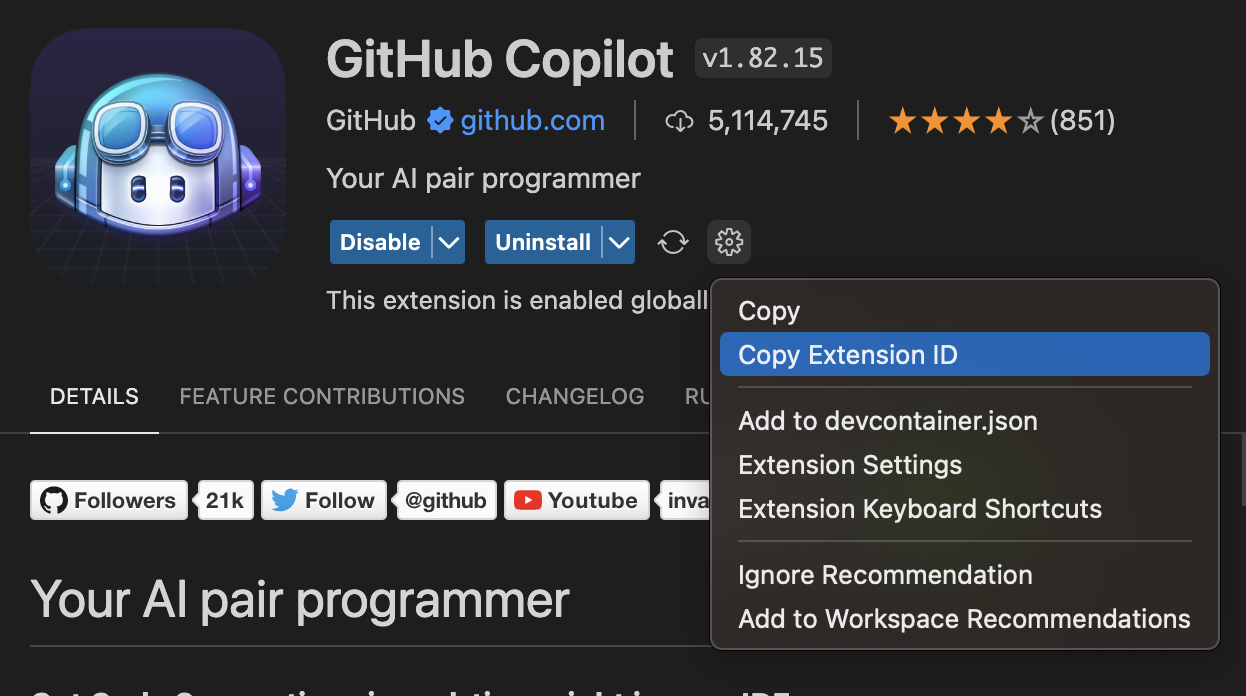 GitHub Copilot v1.82.15
GitHub github.com 5,114,745 (851)
Your AI pair programmer
Disable Uninstall
This extension is enabled globall
Copy
Copy Extension ID
Add to devcontainer.json
Extension Settings
Extension Keyboard Shortcuts
Ignore Recommendation
Add to Workspace Recommendations
DETAILS FEATURE CONTRIBUTIONS CHANGELOG RU
Followers 21k Follow @github Youtube inva
Your AI pair programmer